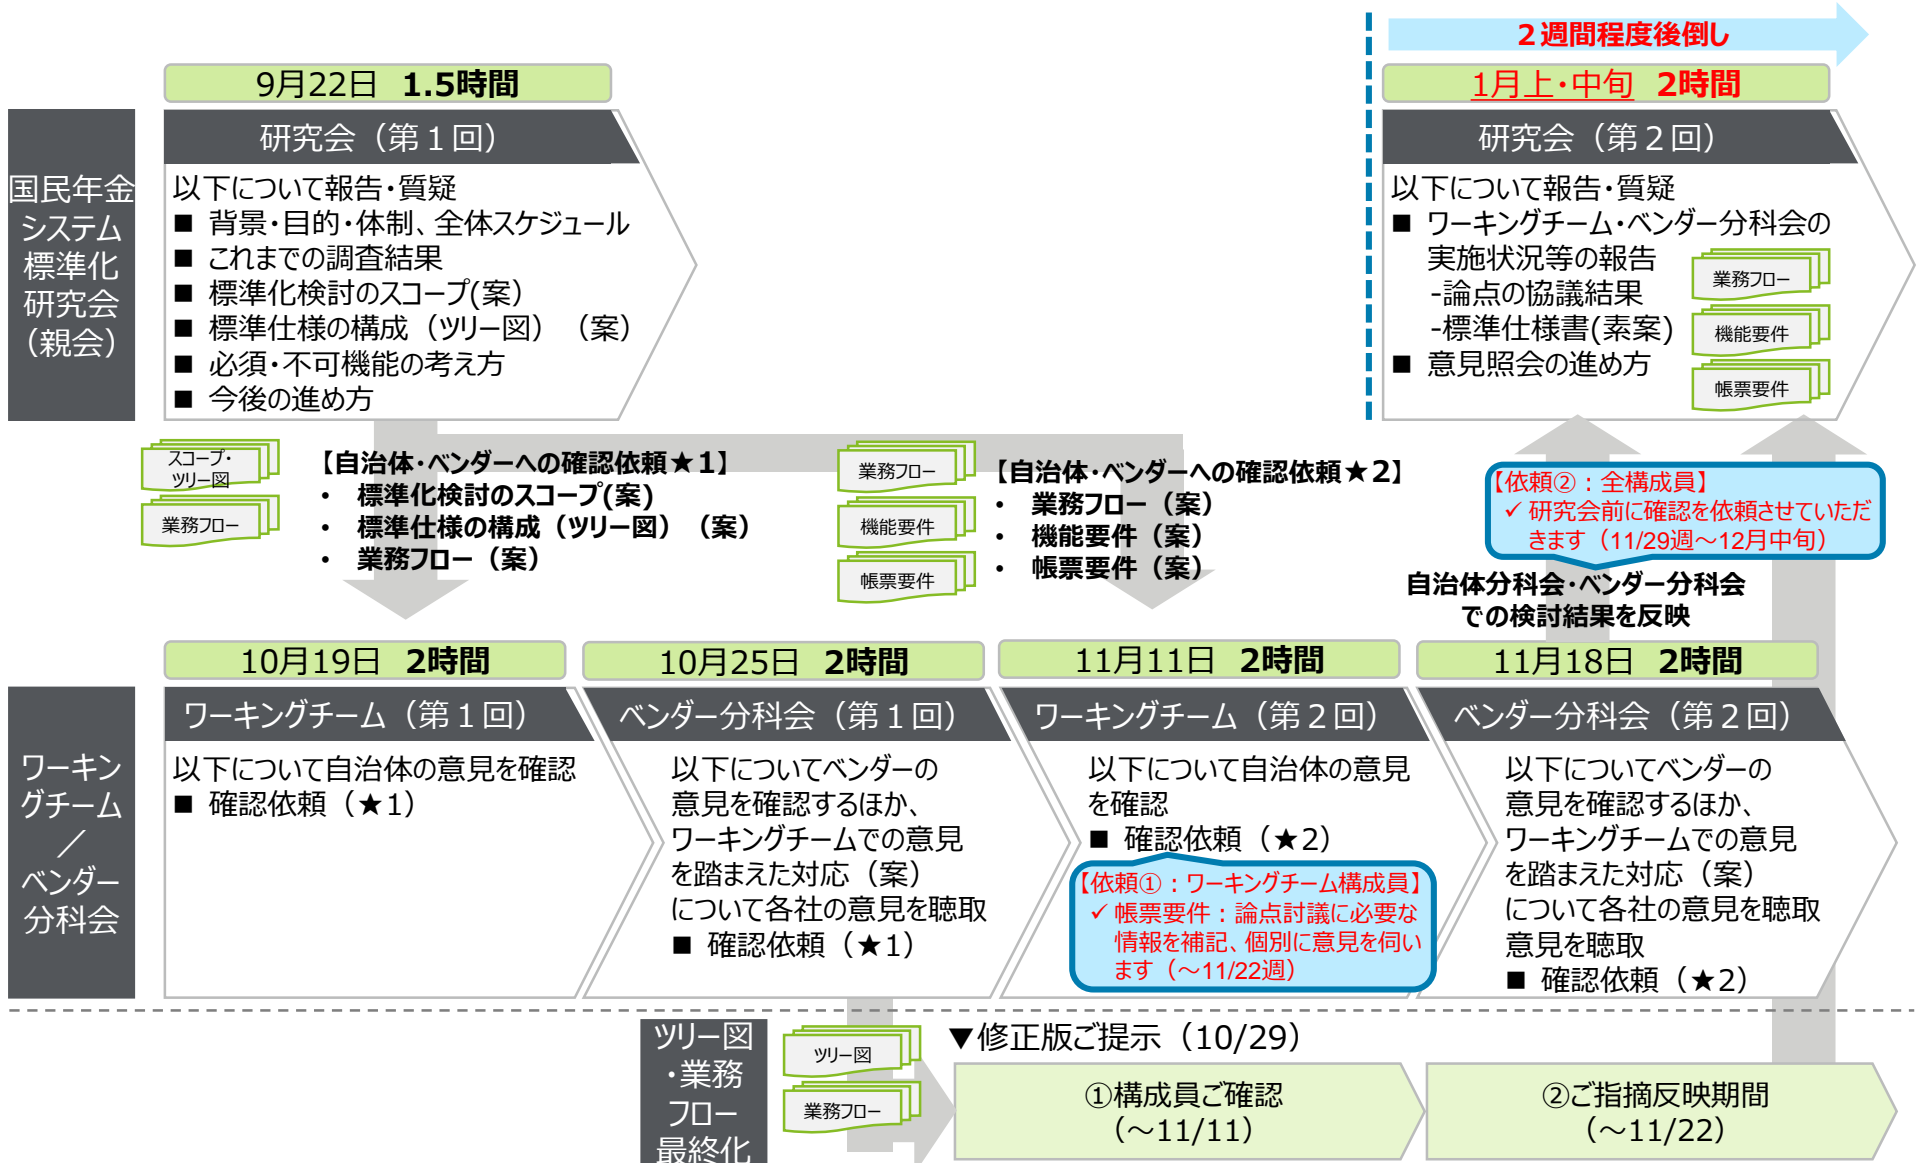 ２週間程度後倒し
9月22日 1.5時間
1月上・中旬 2時間
国民年金
システム
標準化
研究会
（親会）
研究会（第１回）
以下について報告・質疑
■ 背景・目的・体制、全体スケジュール
■ これまでの調査結果
■ 標準化検討のスコープ(案）
■ 標準仕様の構成（ツリー図）（案）
■ 必須・不可機能の考え方
■ 今後の進め方
研究会（第２回）
以下について報告・質疑
■ ワーキングチーム・ベンダー分科会の
実施状況等の報告
-論点の協議結果
-標準仕様書(素案）
■ 意見照会の進め方
業務フロー
機能要件
帳票要件
スコープ・
ツリー図
業務フロー
【自治体・ベンダーへの確認依頼★１】
・ 標準化検討のスコープ(案）
・ 標準仕様の構成（ツリー図）（案）
・ 業務フロー（案）
業務フロー
機能要件
帳票要件
【自治体・ベンダーへの確認依頼★２】
・ 業務フロー（案）
・ 機能要件（案）
・ 帳票要件（案）
【依頼②：全構成員】
✓ 研究会前に確認を依頼させていただ
きます（11/29週～12月中旬）
自治体分科会・ベンダー分科会
での検討結果を反映
10月19日 2時間
10月25日 2時間
11月11日 2時間
11月18日 2時間
ワーキン
グチーム
／
ベンダー
分科会
ワーキングチーム（第１回）
以下について自治体の意見を確認
■ 確認依頼（★1）
ベンダー分科会（第１回）
以下についてベンダーの
意見を確認するほか、
ワーキングチームでの意見
を踏まえた対応（案）
について各社の意見を聴取
■ 確認依頼（★1）
ワーキングチーム（第２回）
以下について自治体の意見
を確認
■ 確認依頼（★2）
【依頼①：ワーキングチーム構成員】
✓ 帳票要件：論点討議に必要な
情報を補記、個別に意見を伺い
ます（～11/22週）
ベンダー分科会（第２回）
以下についてベンダーの
意見を確認するほか、
ワーキングチームでの意見
を踏まえた対応（案）
について各社の意見を聴取
意見を聴取
■ 確認依頼（★2）
ツリー図
・業務
フロー
最終化
ツリー図
業務フロー
▼修正版ご提示（10/29）
①構成員ご確認
（～11/11）
②ご指摘反映期間
（～11/22）